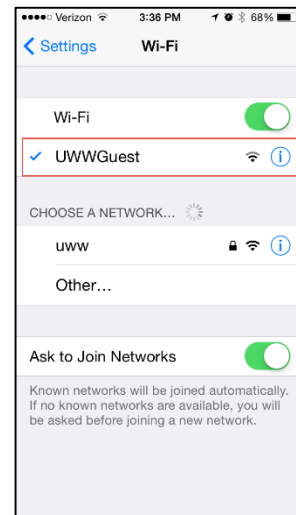 Verizon 3:36 PM 68%
Settings Wi-Fi
Wi-Fi
UWWGuest
CHOOSE A NETWORK...
uww
Other...
Ask to Join Networks
Known networks will be joined automatically.
If no known networks are available, you will
be asked before joining a new network.